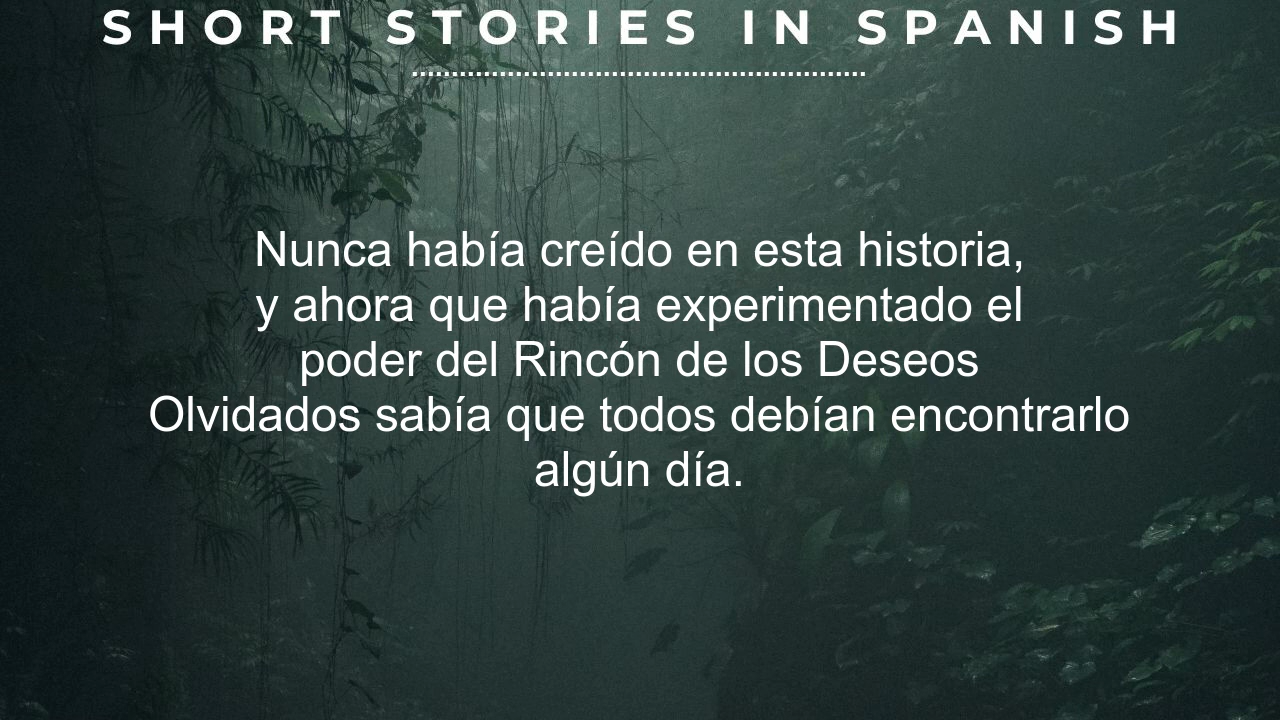 SHORT STORIES IN SPANISH
Nunca había creído en esta historia,
y ahora que había experimentado el
poder del Rincón de los Deseos
Olvidados sabía que todos debían encontrarlo
algún día.